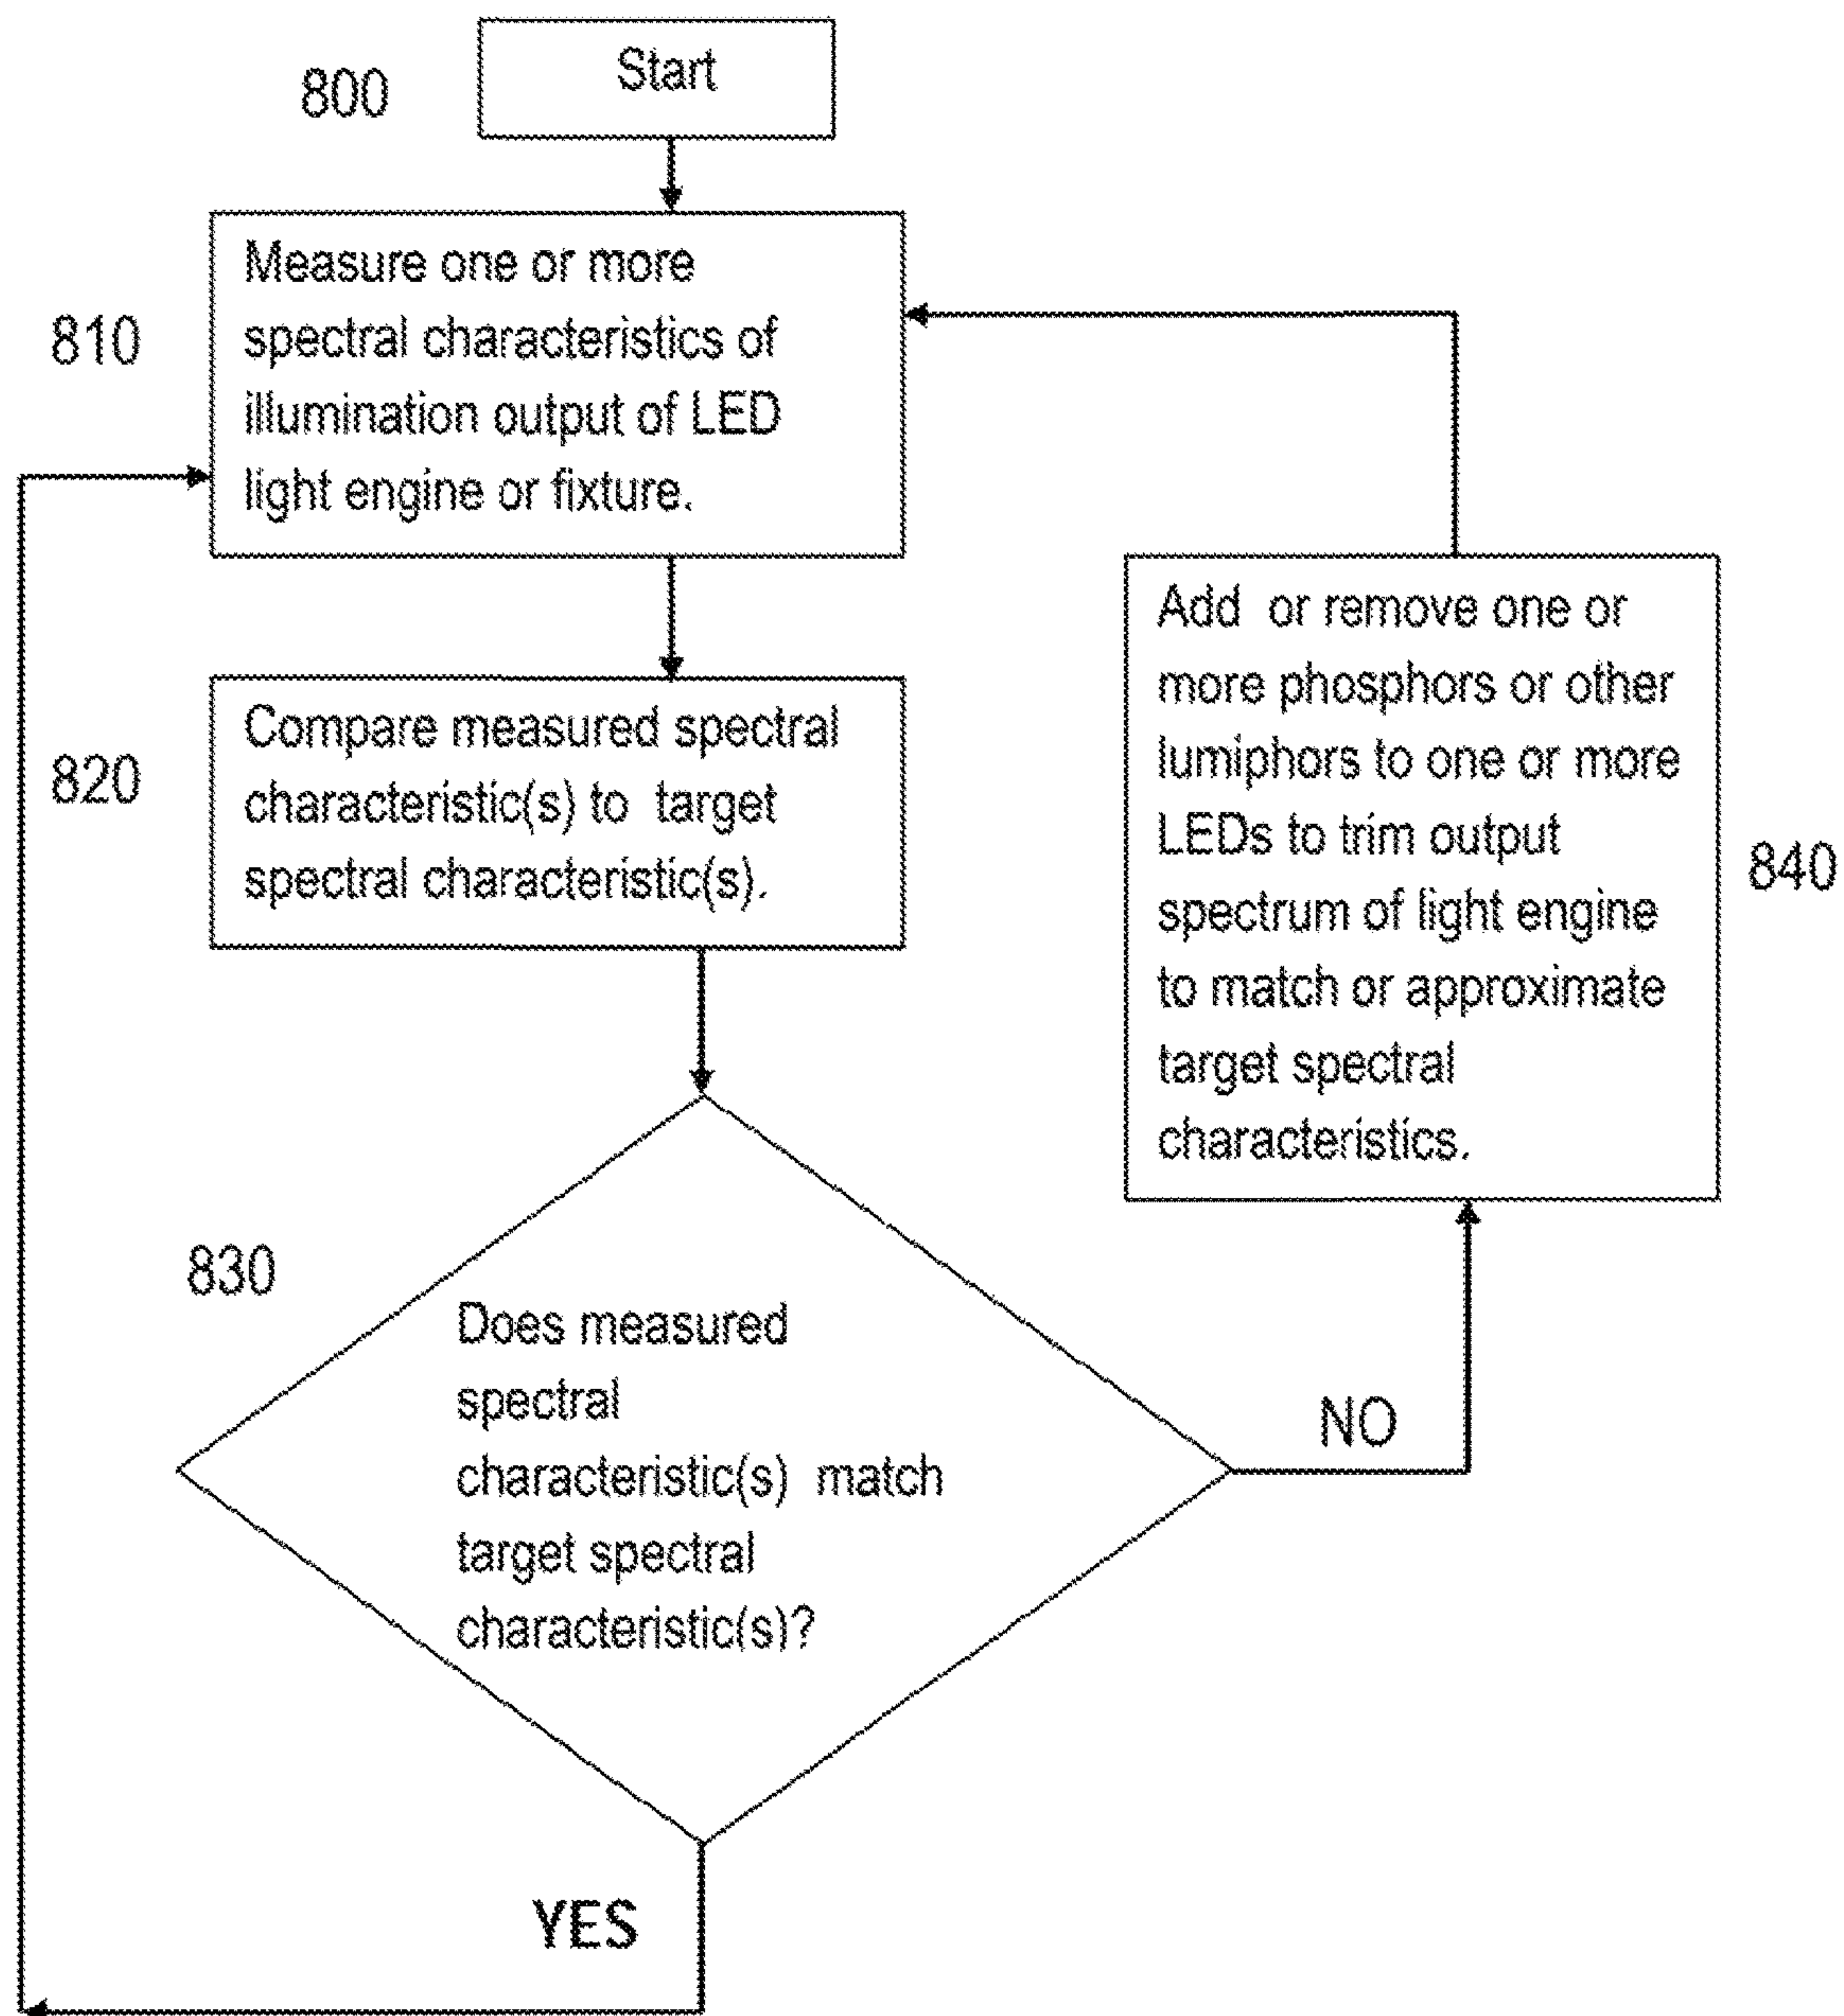 800
Start
810
Measure one or more
spectral characteristics of
illumination output of LED
light engine or fixture.
820
Compare measured spectral
characteristic(s) to target
spectral characteristic(s).
830
Does measured
spectral
characteristic(s) match
target spectral
characteristic(s)?
NO
YES
Add or remove one or
more phosphors or other
lumiphors to one or more
LEDs to trim output
spectrum of light engine
to match or approximate
target spectral
characteristics.
840